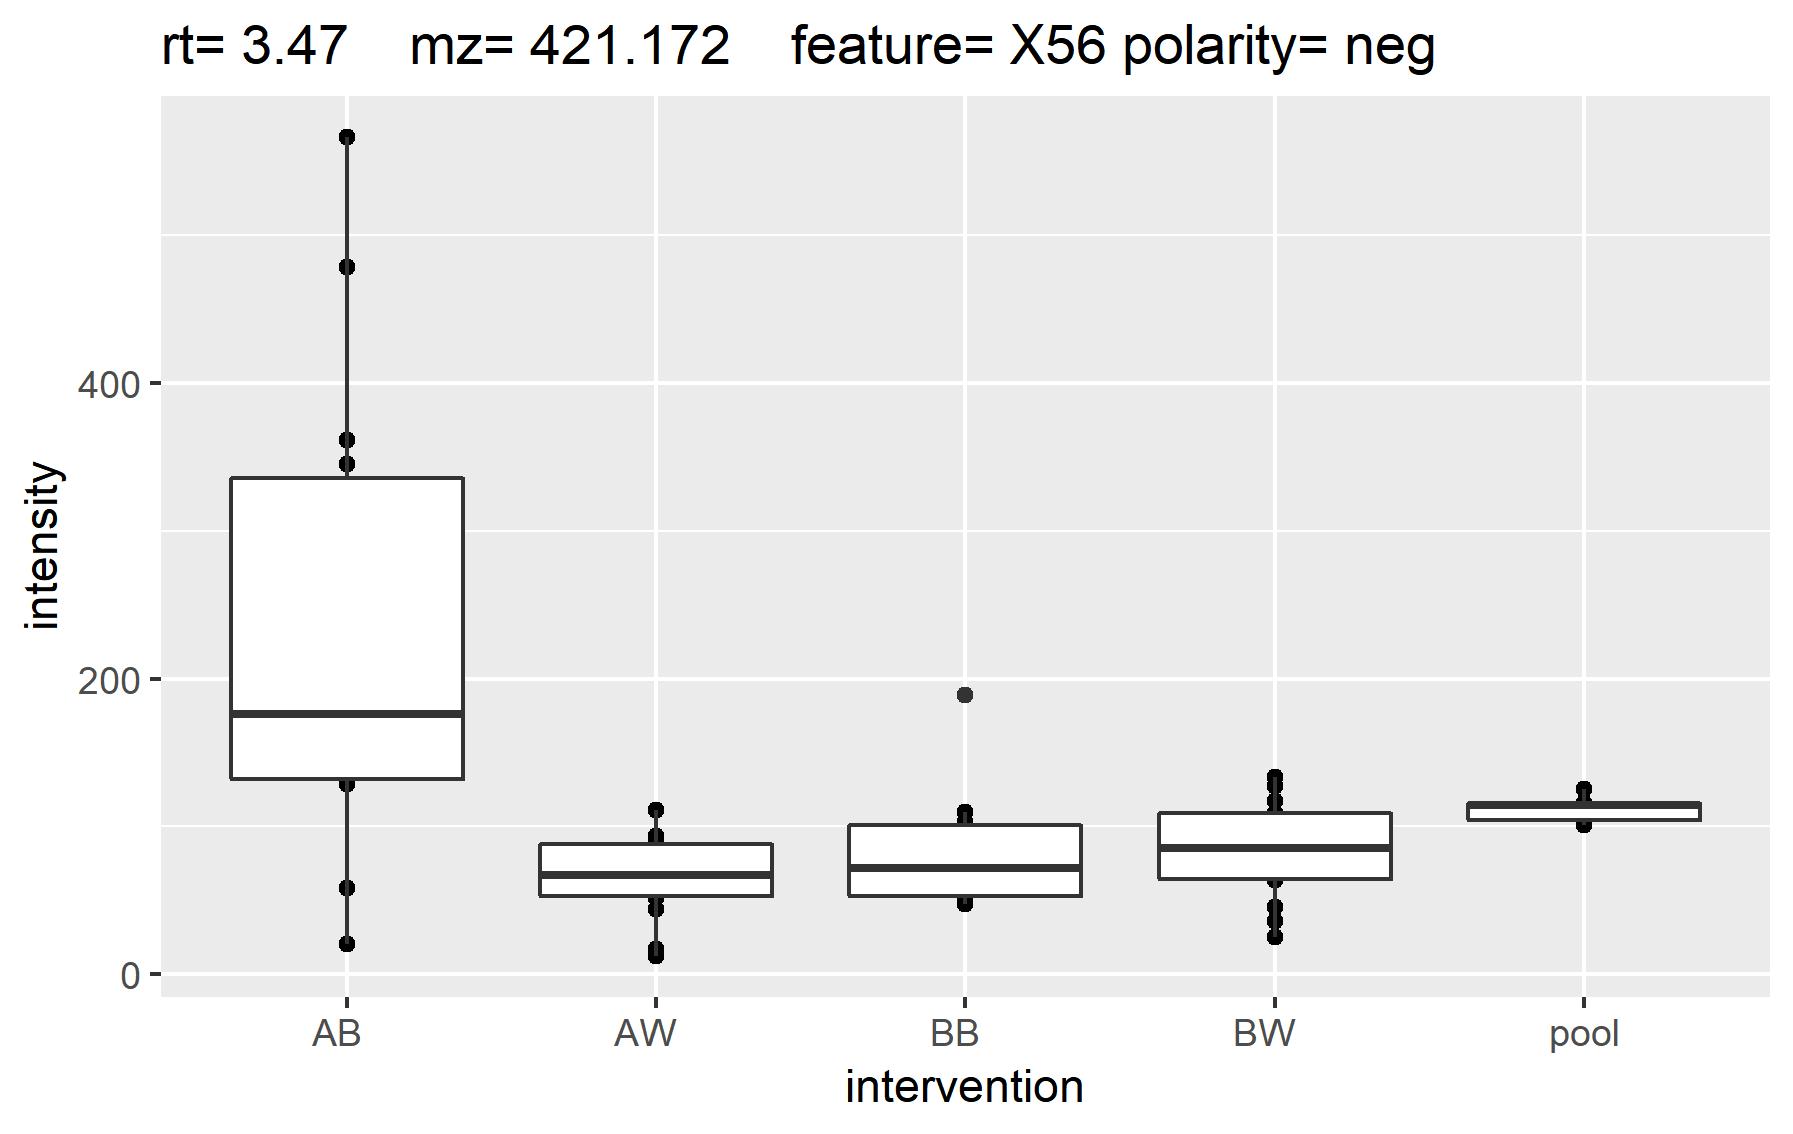 rt= 3.47    mz= 421.172    feature= X56 polarity= neg
intensity
400
200
0
AB AW BB BW pool
intervention